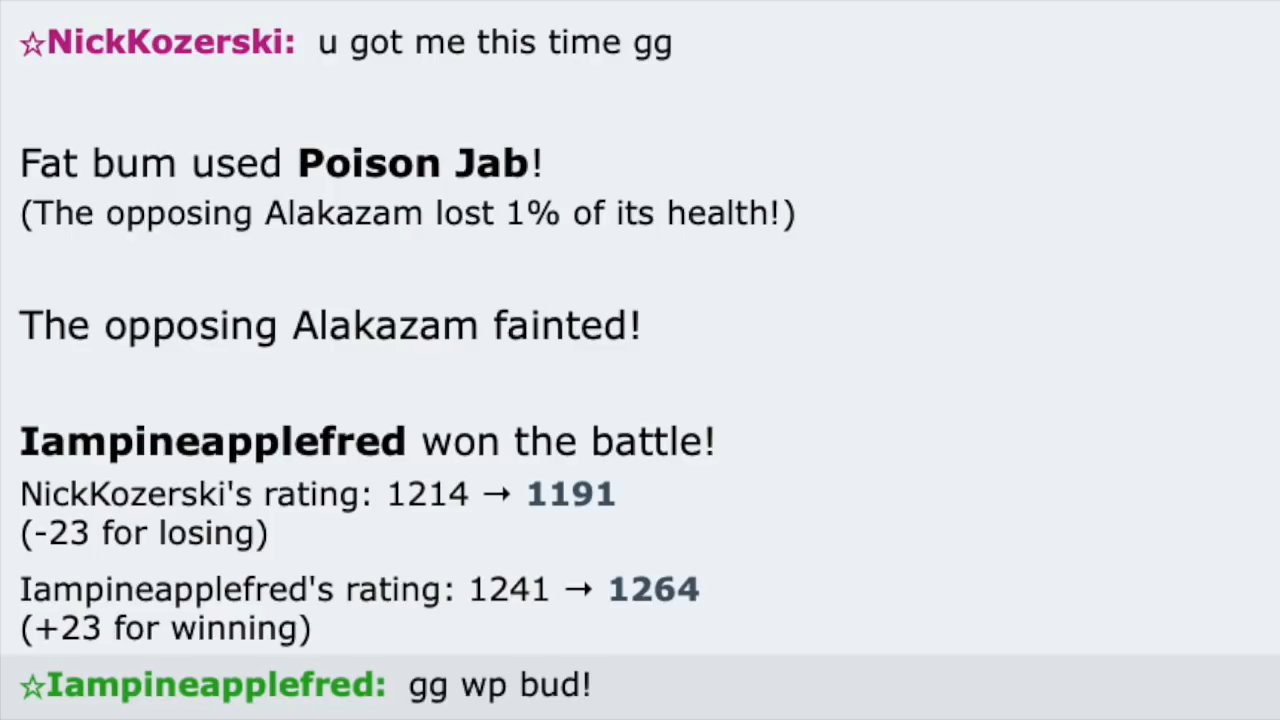 ☆NickKozerski: u got me this time gg
Fat bum used Poison Jab!
(The opposing Alakazam lost 1% of its health!)
The opposing Alakazam fainted!
Iampineapplefred won the battle!
NickKozerski's rating: 1214 → 1191
(-23 for losing)
Iampineapplefred's rating: 1241 → 1264
(+23 for winning)
☆Iampineapplefred: gg wp bud!